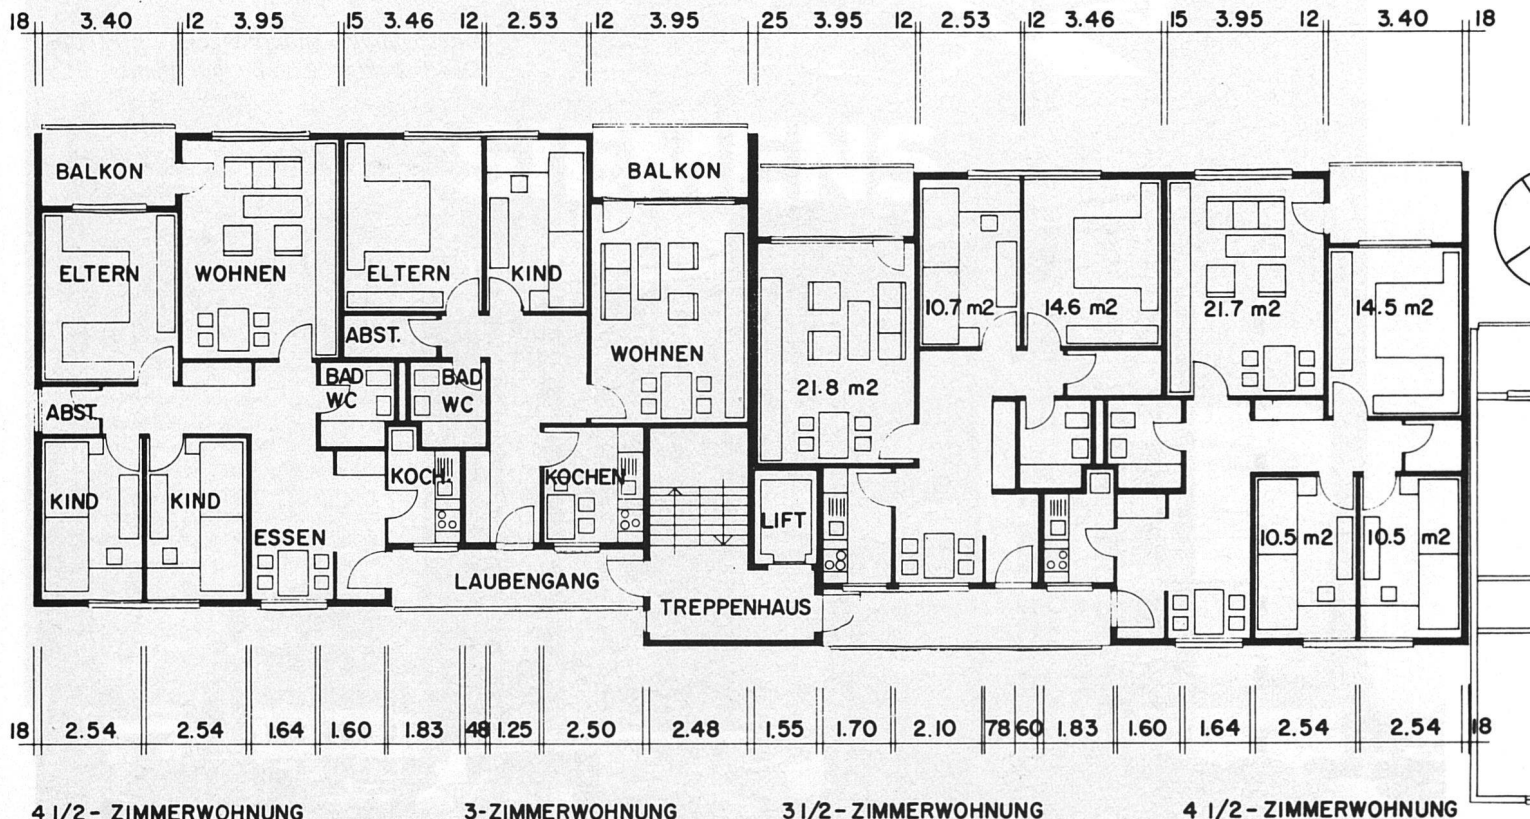 18 3.40 12 3.95 15 3.46 12 2.53 12 3.95 25 3.95 12 2.53 12 3.46 15 3.95 12 3.40 18
BALKON
BALKON
ELTERN
WOHNEN
ELTERN
KIND
10.7 m2
14.6 m2
21.7 m2
14.5 m2
ABST.
WOHNEN
BAD
WC
BAD
WC
21.8 m2
ABST.
KIND
KIND
KOCH.
KOCHEN
LIFT
ESSEN
10.5 m2
10.5 m2
LAUBENGANG
TREPPENHAUS
18 2.54 2.54 1.64 1.60 1.83 48 1.25 2.50 2.48 1.55 1.70 2.10 78 60 1.83 1.60 1.64 2.54 2.54 18
4 1/2 - ZIMMERWOHNUNG 3-ZIMMERWOHNUNG 3 1/2 - ZIMMERWOHNUNG 4 1/2 - ZIMMERWOHNUNG